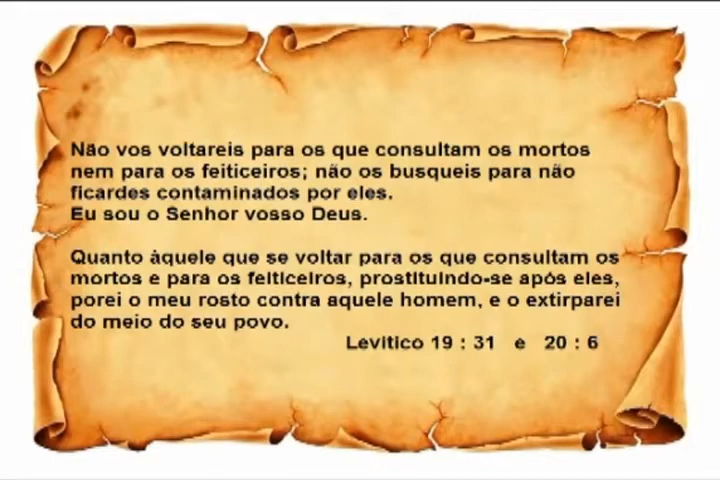 Não vos voltareis para os que consultam os mortos
nem para os feiticeiros; não os busqueis para não
ficardes contaminados por eles.
Eu sou o Senhor vosso Deus.
Quanto àquele que se voltar para os que consultam os
mortos e para os feiticeiros, prostituindo-se após eles,
porei o meu rosto contra aquele homem, e o extirparei
do meio do seu povo.
Levitico 19 : 31 e 20 : 6